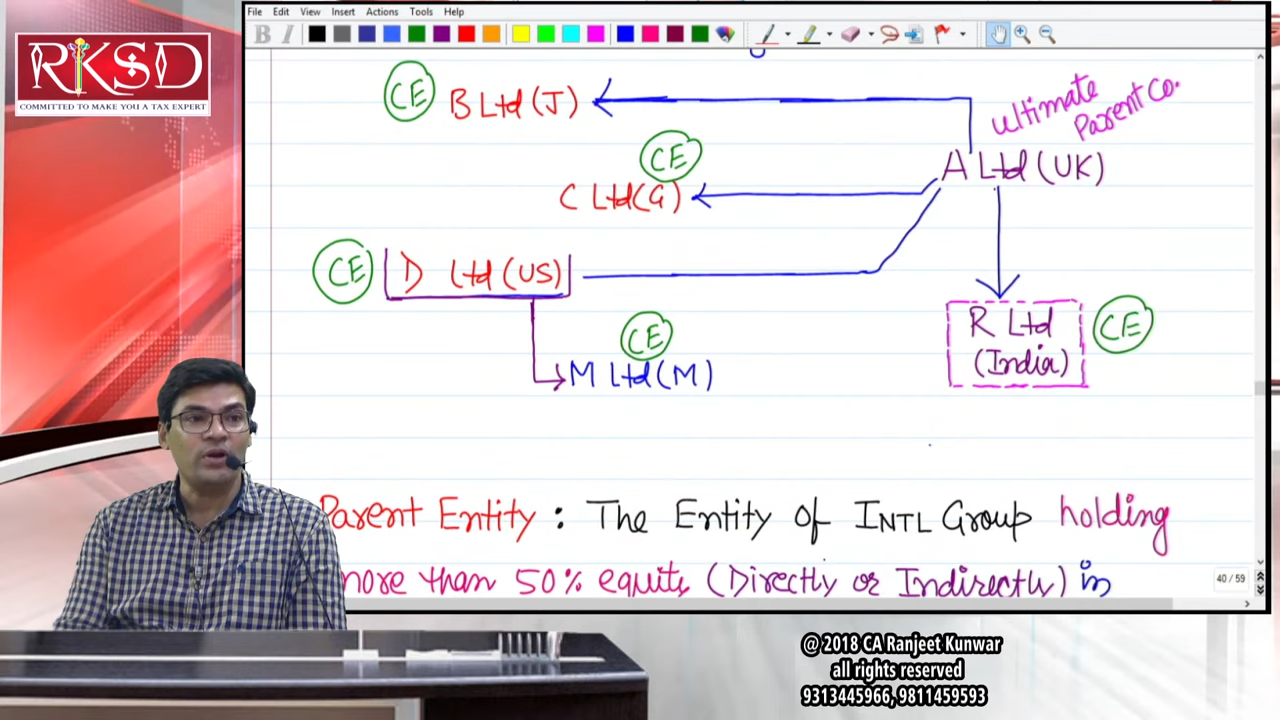 File Edit View Insert Actions Tools Help
B I
RKSD
COMMITTED TO MAKE YOU A TAX EXPERT
CE B Ltd (J)
ultimate
Parent Co.
CE
A Ltd (UK)
C Ltd (G)
CE D Ltd (US)
R Ltd
(India) CE
CE
M Ltd (M)
Parent Entity : The Entity of INTL Group holding
more than 50% equity (Directly or Indirectly) in
40 / 59
@ 2018 CA Ranjeet Kunwar
all rights reserved
9313445966, 9811459593